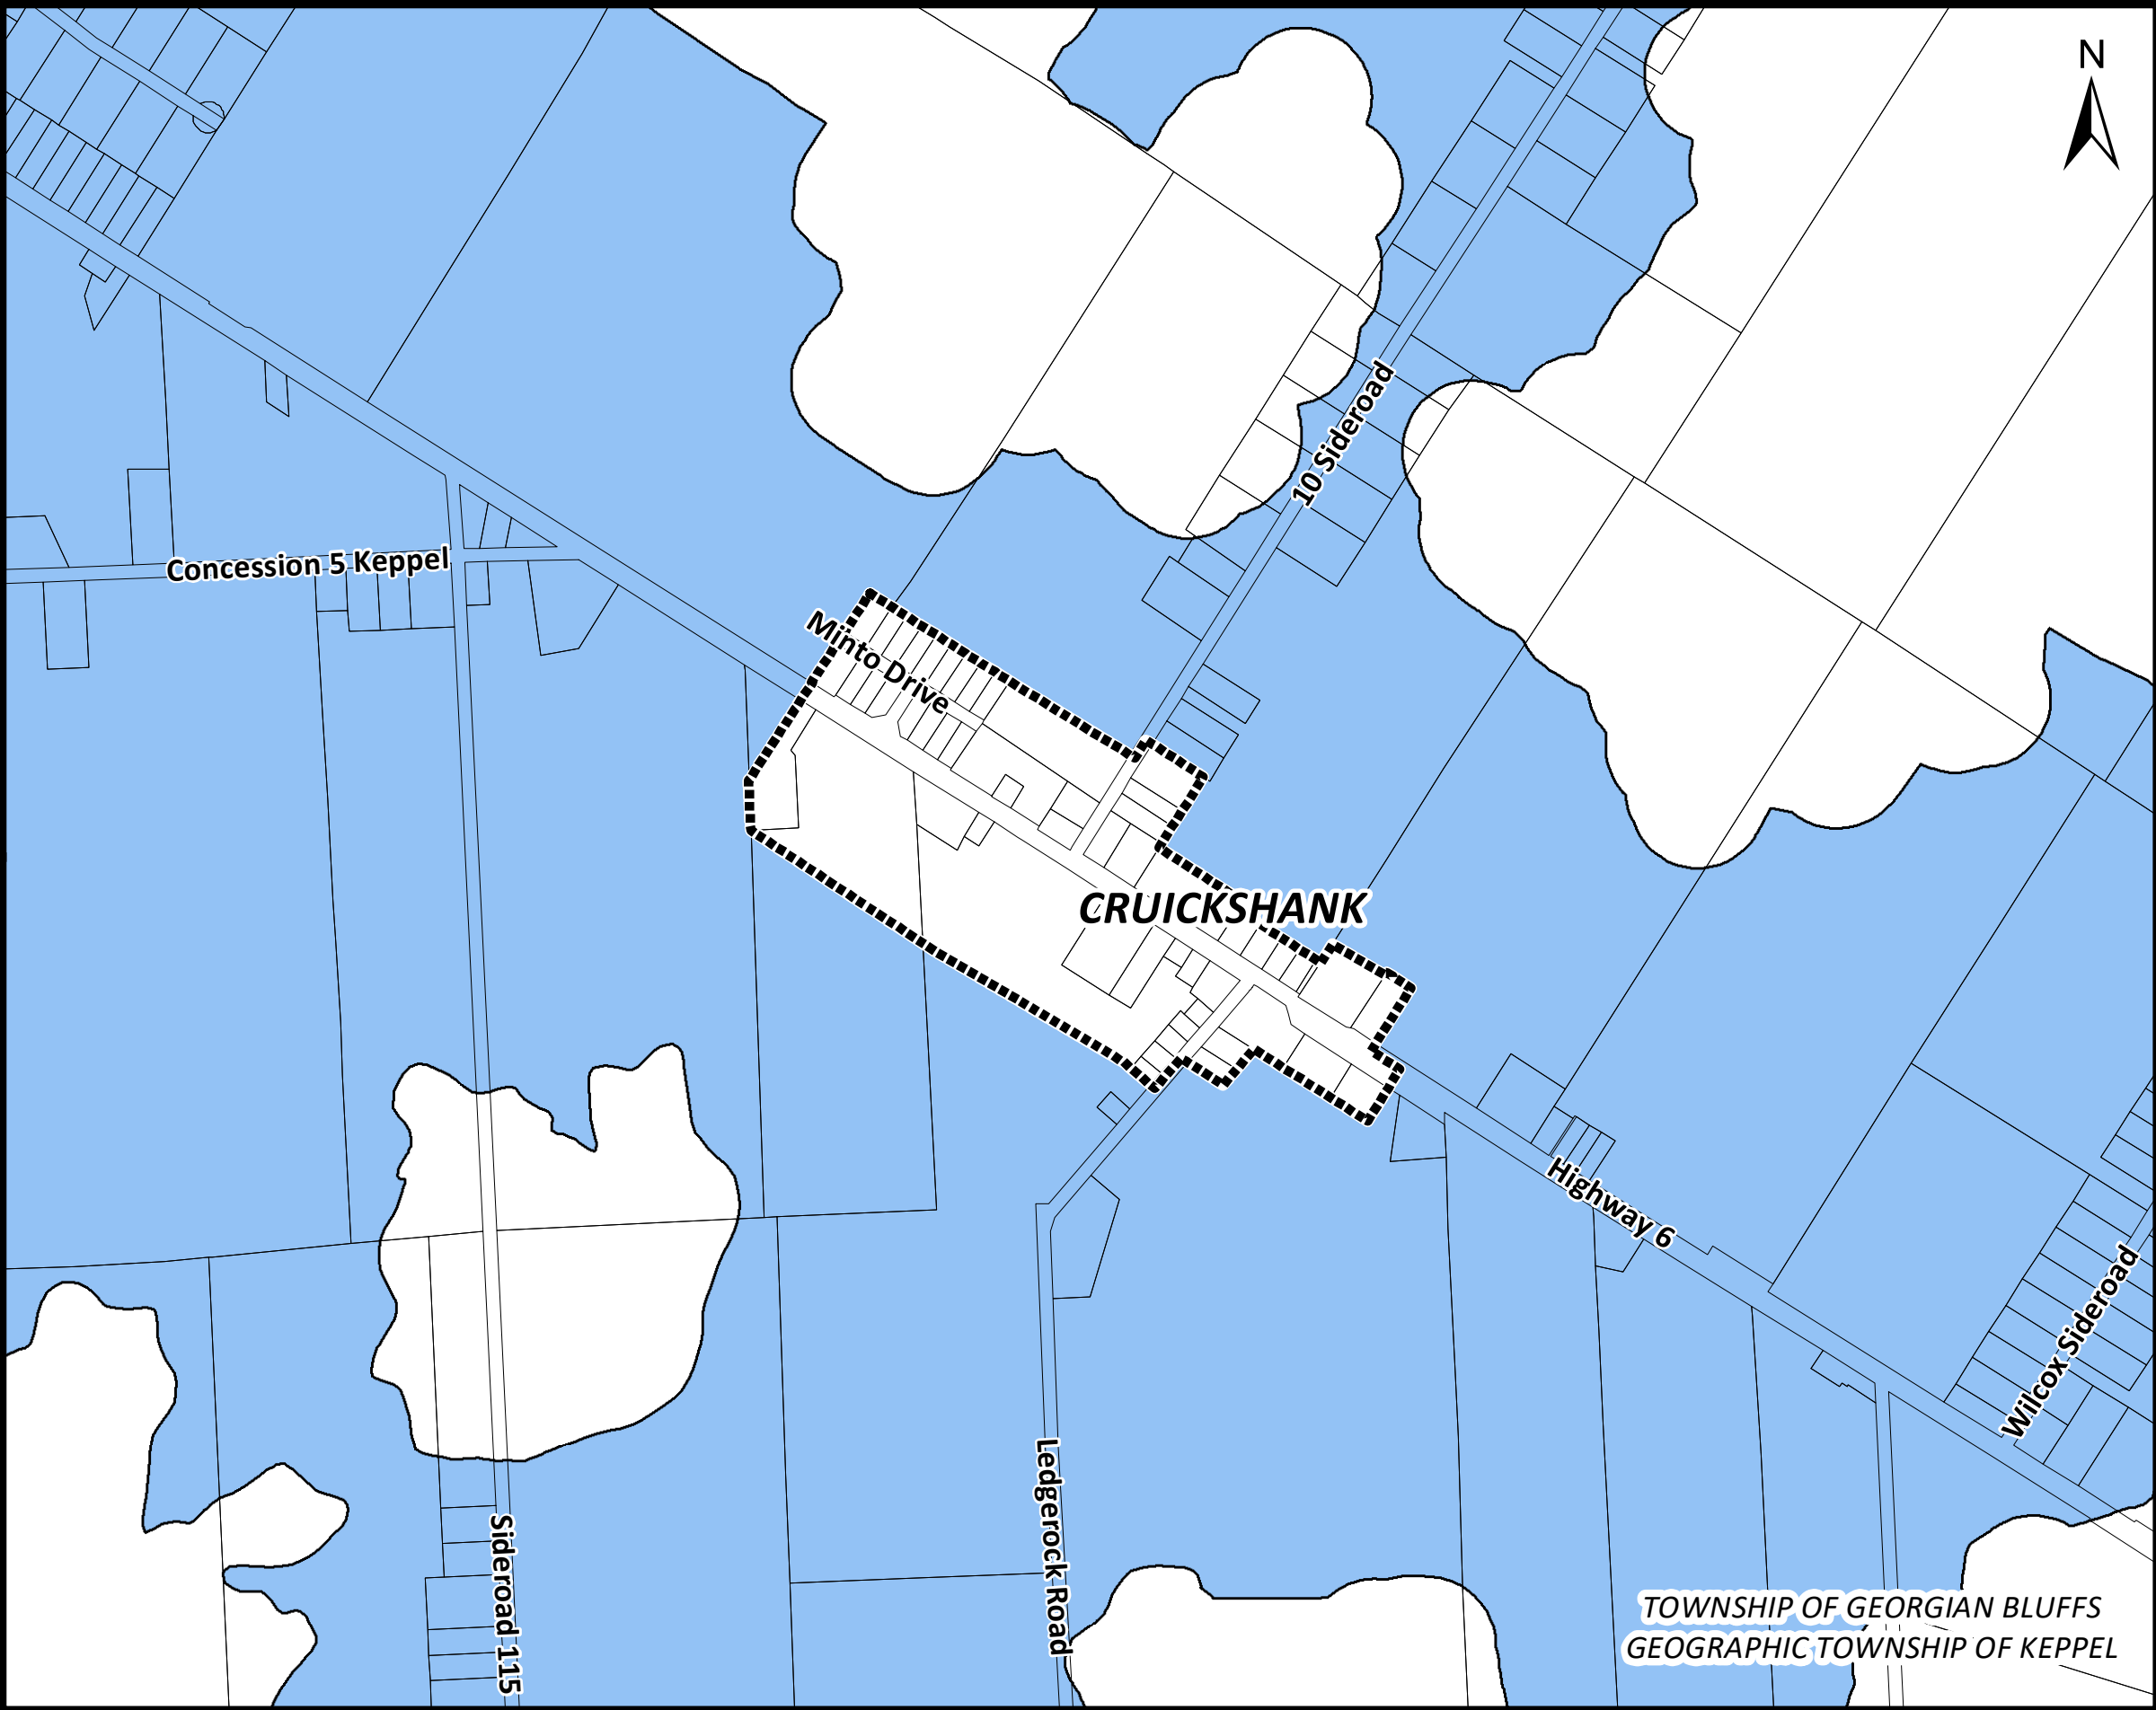 N
10 Sideroad
Concession 5 Keppel
Minto Drive
CRUICKSHANK
Highway 6
Wilcox Sideroad
Ledgerock Road
Sideroad 115
TOWNSHIP OF GEORGIAN BLUFFS
GEOGRAPHIC TOWNSHIP OF KEPPEL